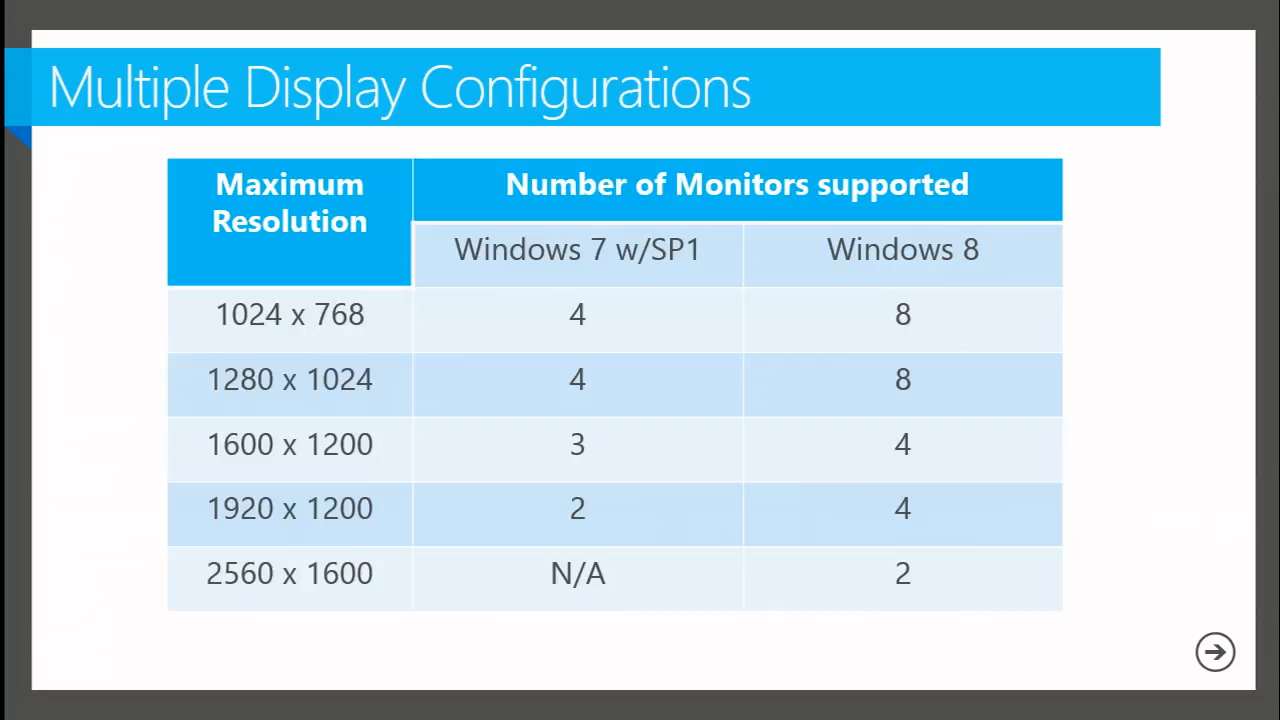 Multiple Display Configurations
Maximum
Resolution
Number of Monitors supported
Windows 7 w/SP1 Windows 8
1024 x 768 4 8
1280 x 1024 4 8
1600 x 1200 3 4
1920 x 1200 2 4
2560 x 1600 N/A 2